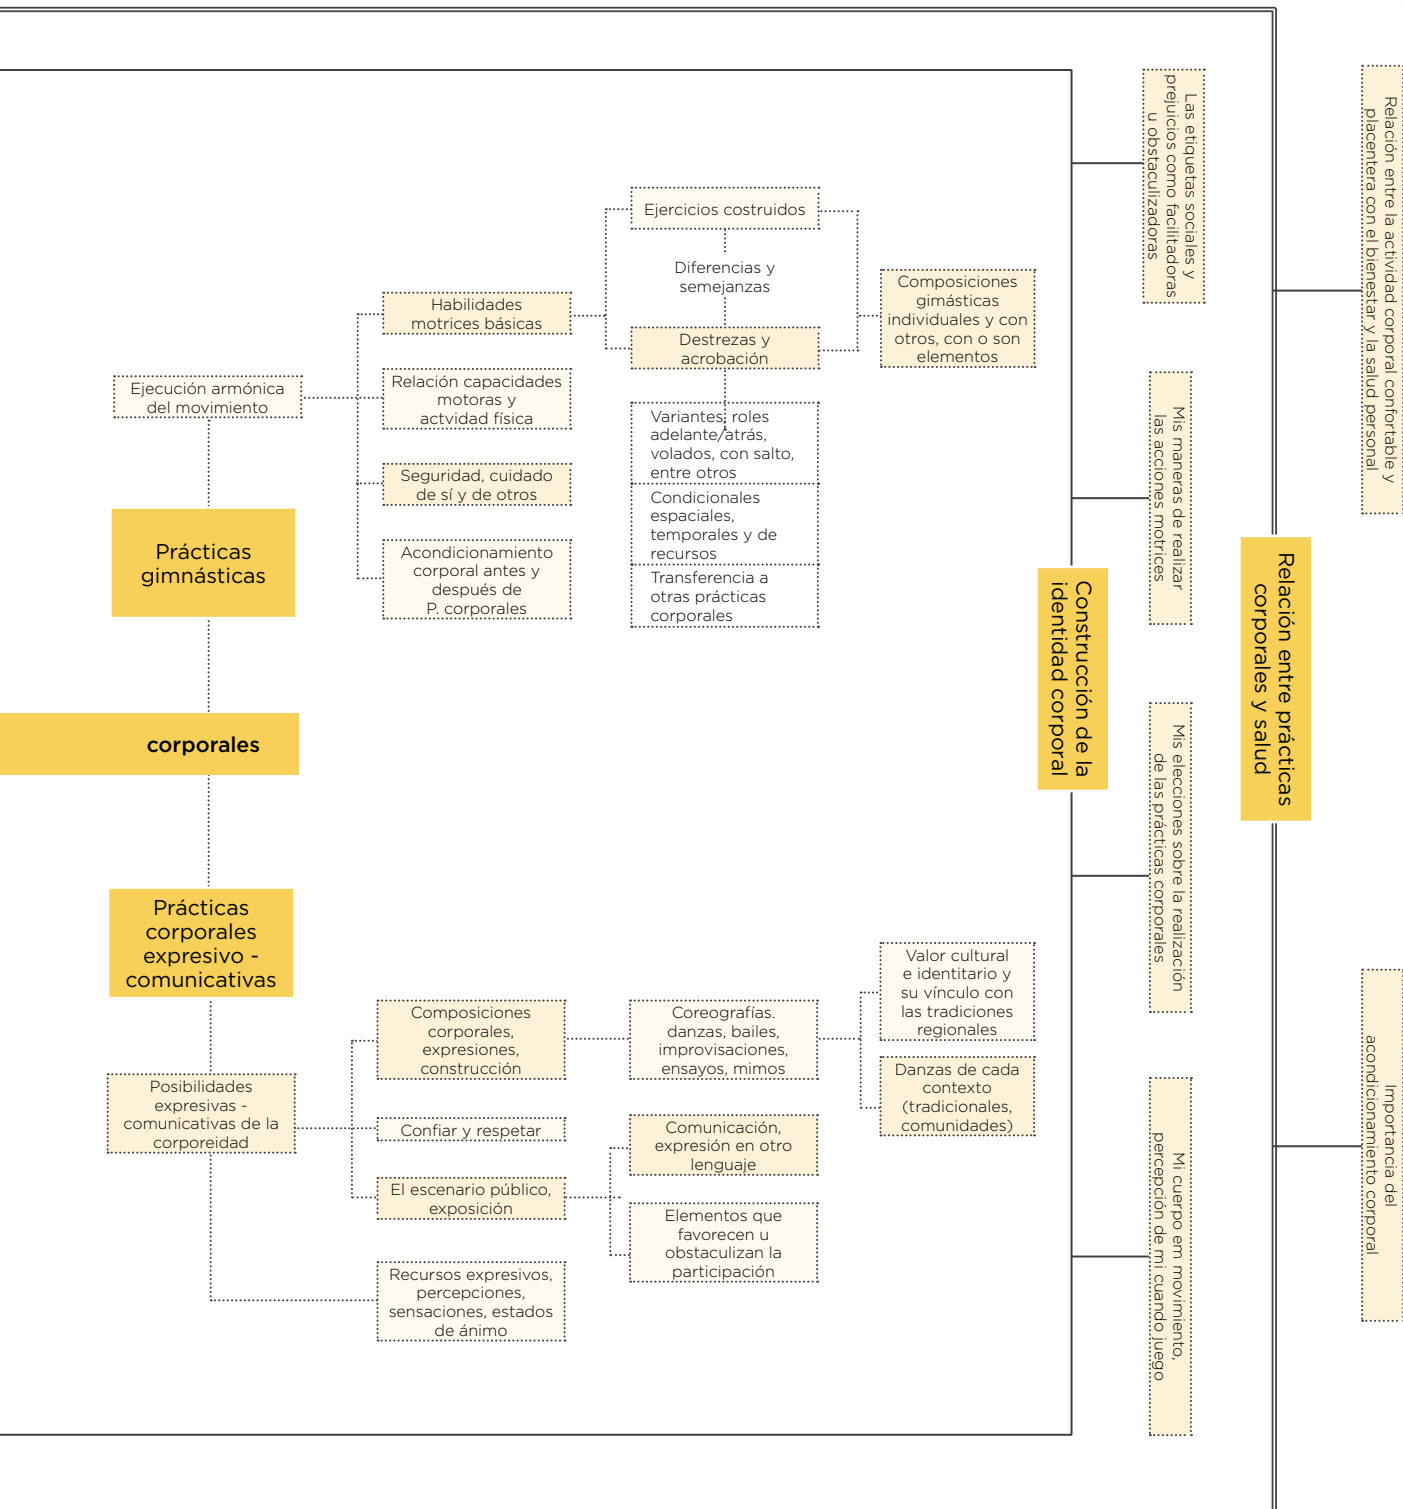 Ejercicios costruidos
Diferencias y
semejanzas
Habilidades
motrices básicas
Destrezas y
acrobación
Composiciones
gimásticas
individuales y con
otros, con o son
elementos
Ejecución armónica
del movimiento
Relación capacidades
motoras y
actvidad física
Variantes, roles
adelante/atrás,
volados, con salto,
entre otros
Seguridad, cuidado
de sí y de otros
Condicionales
espaciales,
temporales y de
recursos
Prácticas
gimnásticas
Acondicionamiento
corporal antes y
después de
P. corporales
Transferencia a
otras prácticas
corporales
corporales
Prácticas
corporales
expresivo -
comunicativas
Composiciones
corporales,
expresiones,
construcción
Coreografías.
danzas, bailes,
improvisaciones,
ensayos, mimos
Valor cultural
e identitario y
su vínculo con
las tradiciones
regionales
Danzas de cada
contexto
(tradicionales,
comunidades)
Posibilidades
expresivas -
comunicativas de la
corporeidad
Confiar y respetar
Comunicación,
expresión en otro
lenguaje
El escenario público,
exposición
Elementos que
favorecen u
obstaculizan la
participación
Recursos expresivos,
percepciones,
sensaciones, estados
de ánimo
Construcción de la
identidad corporal
Las etiquetas sociales y
prejuicios como facilitadoras
u obstaculizadoras
Mis maneras de realizar
las acciones motrices
Mis elecciones sobre la realización
de las prácticas corporales
Mi cuerpo em movimiento,
percepción de mi cuando juego
Relación entre prácticas
corporales y salud
Relación entre la actividad corporal confortable y
placentera con el bienestar y la salud personal
Importancia del
acondicionamiento corporal